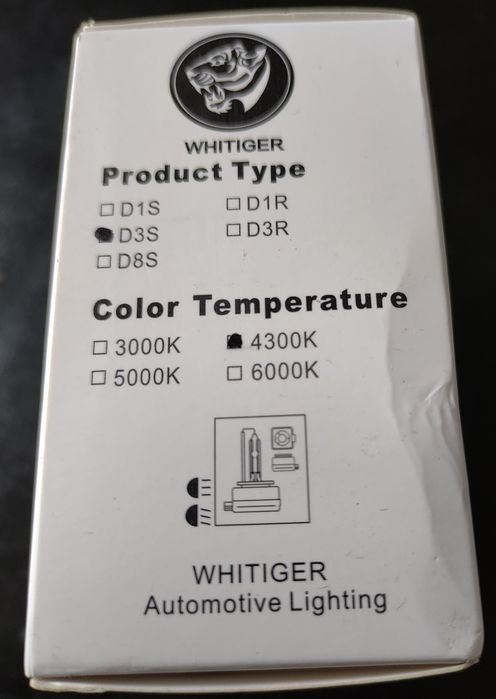 WHITIGER
Product Type
D1S D1R
D3S D3R
D8S
Color Temperature
3000K 4300K
5000K 6000K
WHITIGER
Automotive Lighting